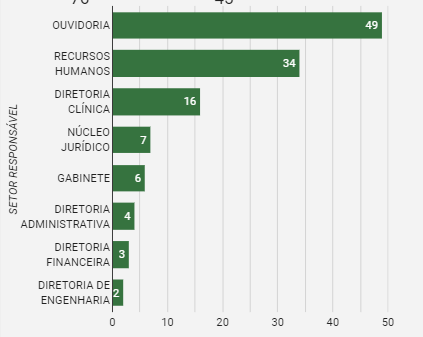 OUVIDORIA
49
RECURSOS
HUMANOS
34
DIRETORIA
CLÍNICA
16
NÚCLEO
JURÍDICO
7
GABINETE
6
DIRETORIA
ADMINISTRATIVA
4
DIRETORIA
FINANCEIRA
3
DIRETORIA DE
ENGENHARIA
2
SETOR RESPONSÁVEL
0 10 20 30 40 50